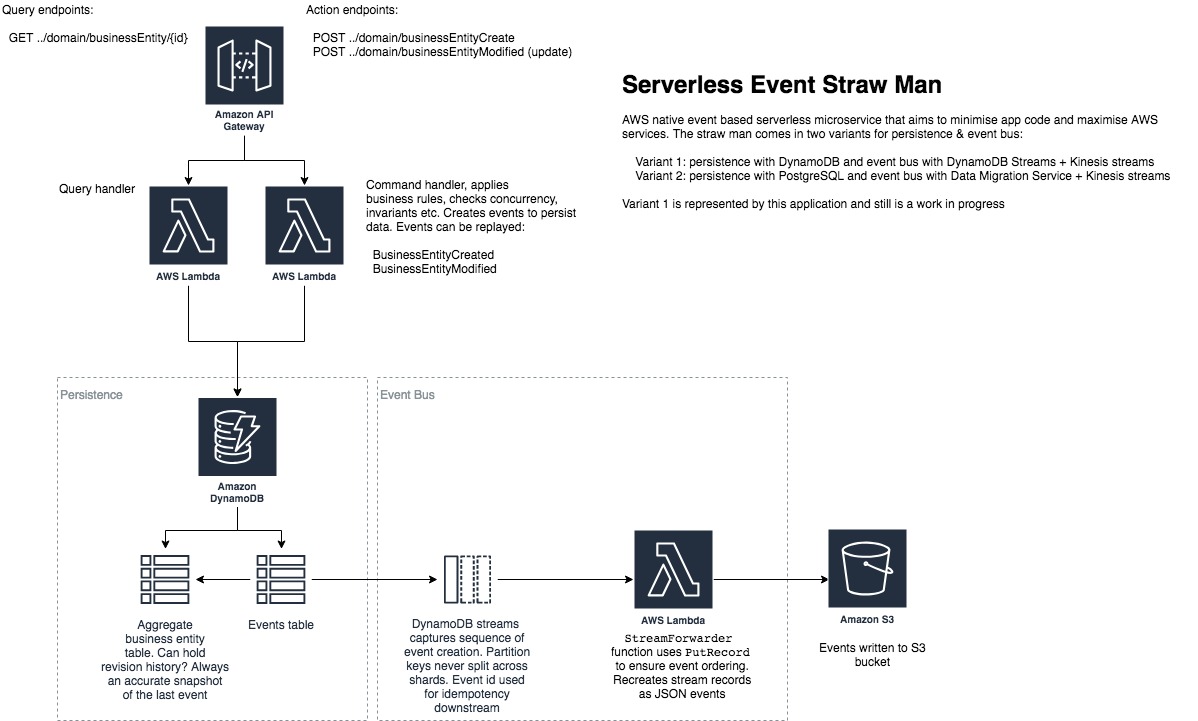 Query endpoints:
GET ../domain/businessEntity/{id}
Action endpoints:
POST ../domain/businessEntityCreate
POST ../domain/businessEntityModified (update)
Amazon API
Gateway
Serverless Event Straw Man
AWS native event based serverless microservice that aims to minimise app code and maximise AWS
services. The straw man comes in two variants for persistence & event bus:
Variant 1: persistence with DynamoDB and event bus with DynamoDB Streams + Kinesis streams
Variant 2: persistence with PostgreSQL and event bus with Data Migration Service + Kinesis streams
Variant 1 is represented by this application and still is a work in progress
Query handler
AWS Lambda
AWS Lambda
Command handler, applies
business rules, checks concurrency,
invariants etc. Creates events to persist
data. Events can be replayed:
BusinessEntityCreated
BusinessEntityModified
Persistence
Amazon
DynamoDB
Aggregate
business entity
table. Can hold
revision history? Always
an accurate snapshot
of the last event
Events table
Event Bus
DynamoDB streams
captures sequence of
event creation. Partition
keys never split across
shards. Event id used
for idempotency
downstream
AWS Lambda
StreamForwarder
function uses PutRecord
to ensure event ordering.
Recreates stream records
as JSON events
Amazon S3
Events written to S3
bucket